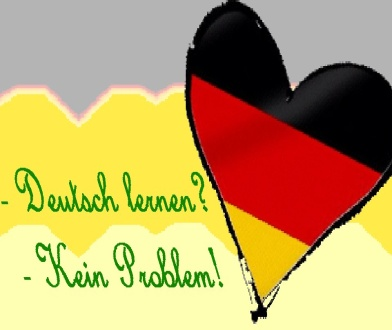 - Deutsch lernen?
- Kein Problem!